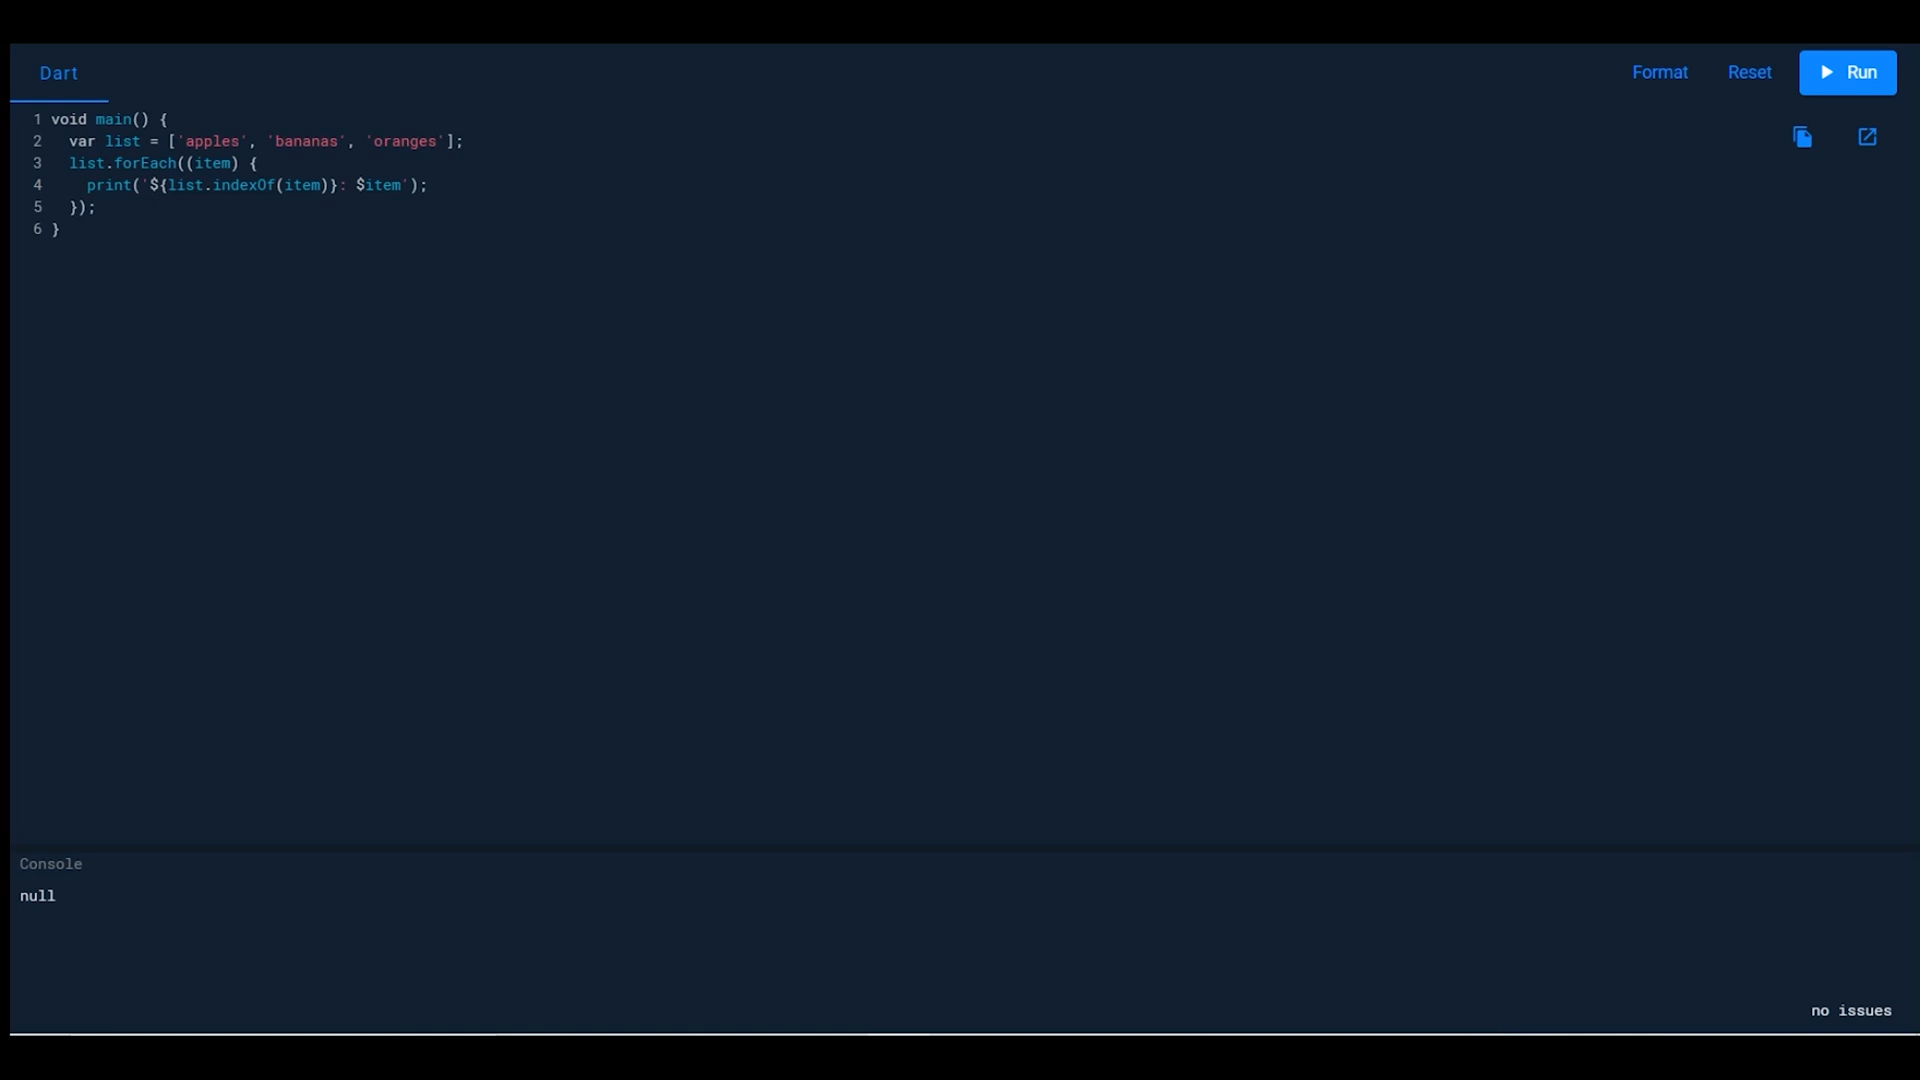 Dart
Format Reset Run
1 void main() {
2 var list = ['apples', 'bananas', 'oranges'];
3 list.forEach((item) {
4 print('${list.indexOf(item)}: $item');
5 });
6 }
Console
null
no issues